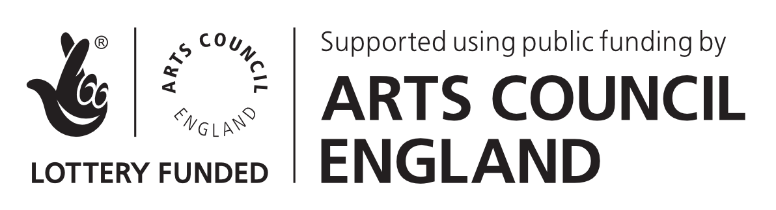 ®
ARTS COUNCIL
ENGLAND
LOTTERY FUNDED
Supported using public funding by
ARTS COUNCIL
ENGLAND